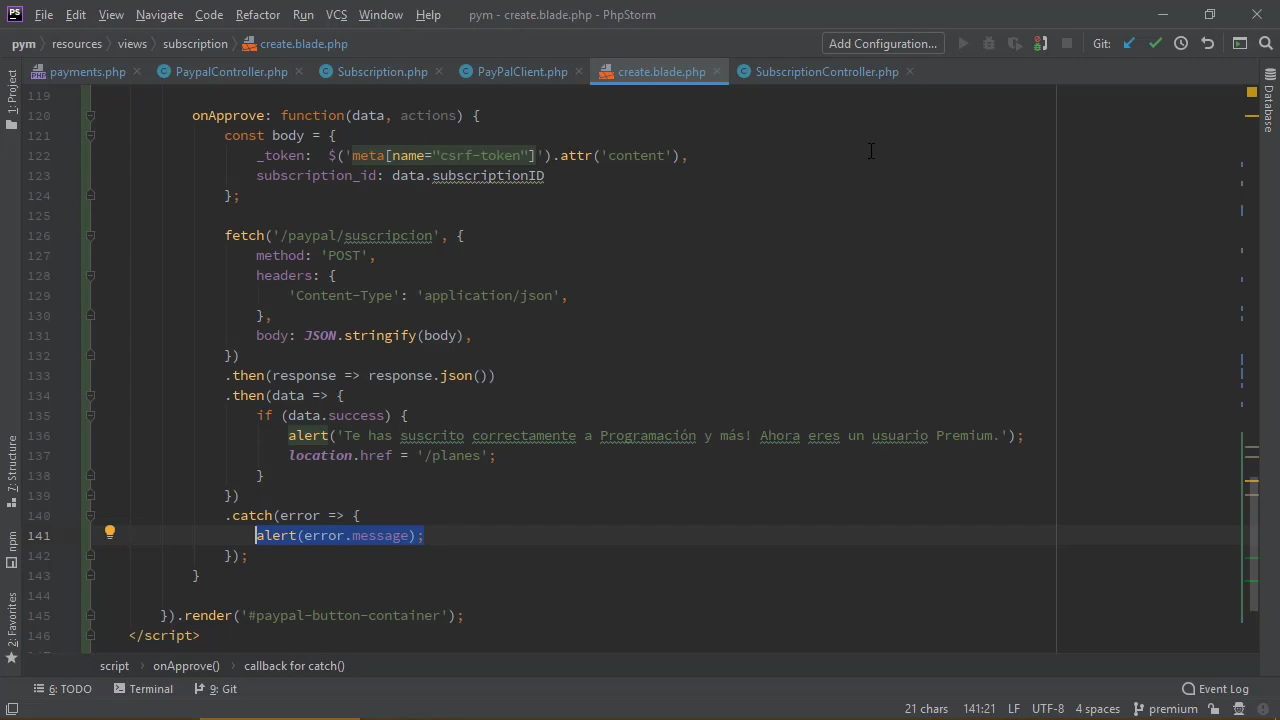 PS File Edit View Navigate Code Refactor Run VCS Window Help pym - create.blade.php - PhpStorm
pym resources views subscription create.blade.php Add Configuration... Git:
payments.php PaypalController.php Subscription.php PayPalClient.php create.blade.php SubscriptionController.php
1: Project
7: Structure
npm
2: Favorites
Database
119
120 onApprove: function(data, actions) {
121 const body = {
122 _token: $('meta[name="csrf-token"]').attr('content'),
123 subscription_id: data.subscriptionID
124 };
125
126 fetch('/paypal/suscripcion', {
127 method: 'POST',
128 headers: {
129 'Content-Type': 'application/json',
130 },
131 body: JSON.stringify(body),
132 })
133 .then(response => response.json())
134 .then(data => {
135 if (data.success) {
136 alert('Te has suscrito correctamente a Programación y más! Ahora eres un usuario Premium.');
137 location.href = '/planes';
138 }
139 })
140 .catch(error => {
141 alert(error.message);
142 });
143 }
144
145 }).render('#paypal-button-container');
146 </script>
script onApprove() callback for catch()
6: TODO Terminal 9: Git Event Log
21 chars 141:21 LF UTF-8 4 spaces premium